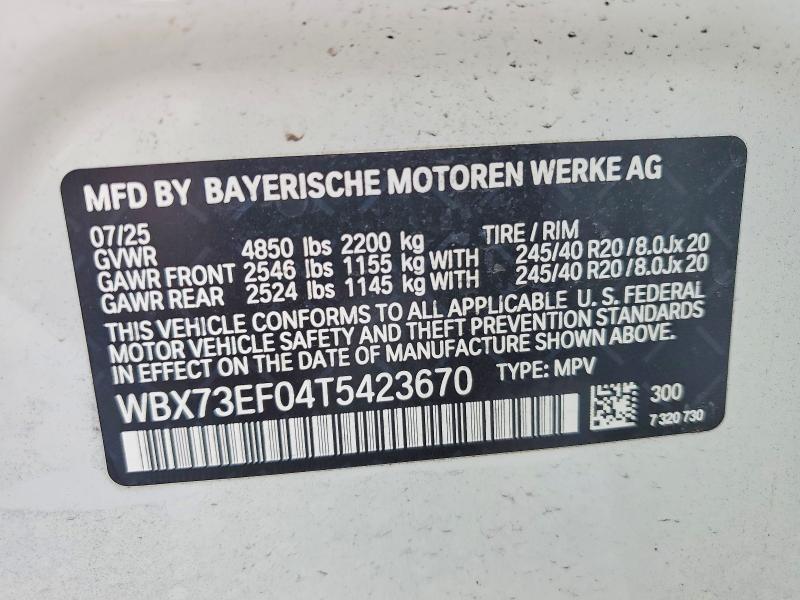 MFD BY BAYERISCHE MOTOREN WERKE AG
07/25 TIRE / RIM
GVWR 4850 lbs 2200 kg
GAWR FRONT 2546 lbs 1155 kg WITH 245/40 R20 / 8.0Jx20
GAWR REAR 2524 lbs 1145 kg WITH 245/40 R20 / 8.0Jx20
THIS VEHICLE CONFORMS TO ALL APPLICABLE U. S. FEDERAL
MOTOR VEHICLE SAFETY AND THEFT PREVENTION STANDARDS
IN EFFECT ON THE DATE OF MANUFACTURE SHOWN ABOVE.
WBX73EF04T5423670 TYPE: MPV
300
7 320 730